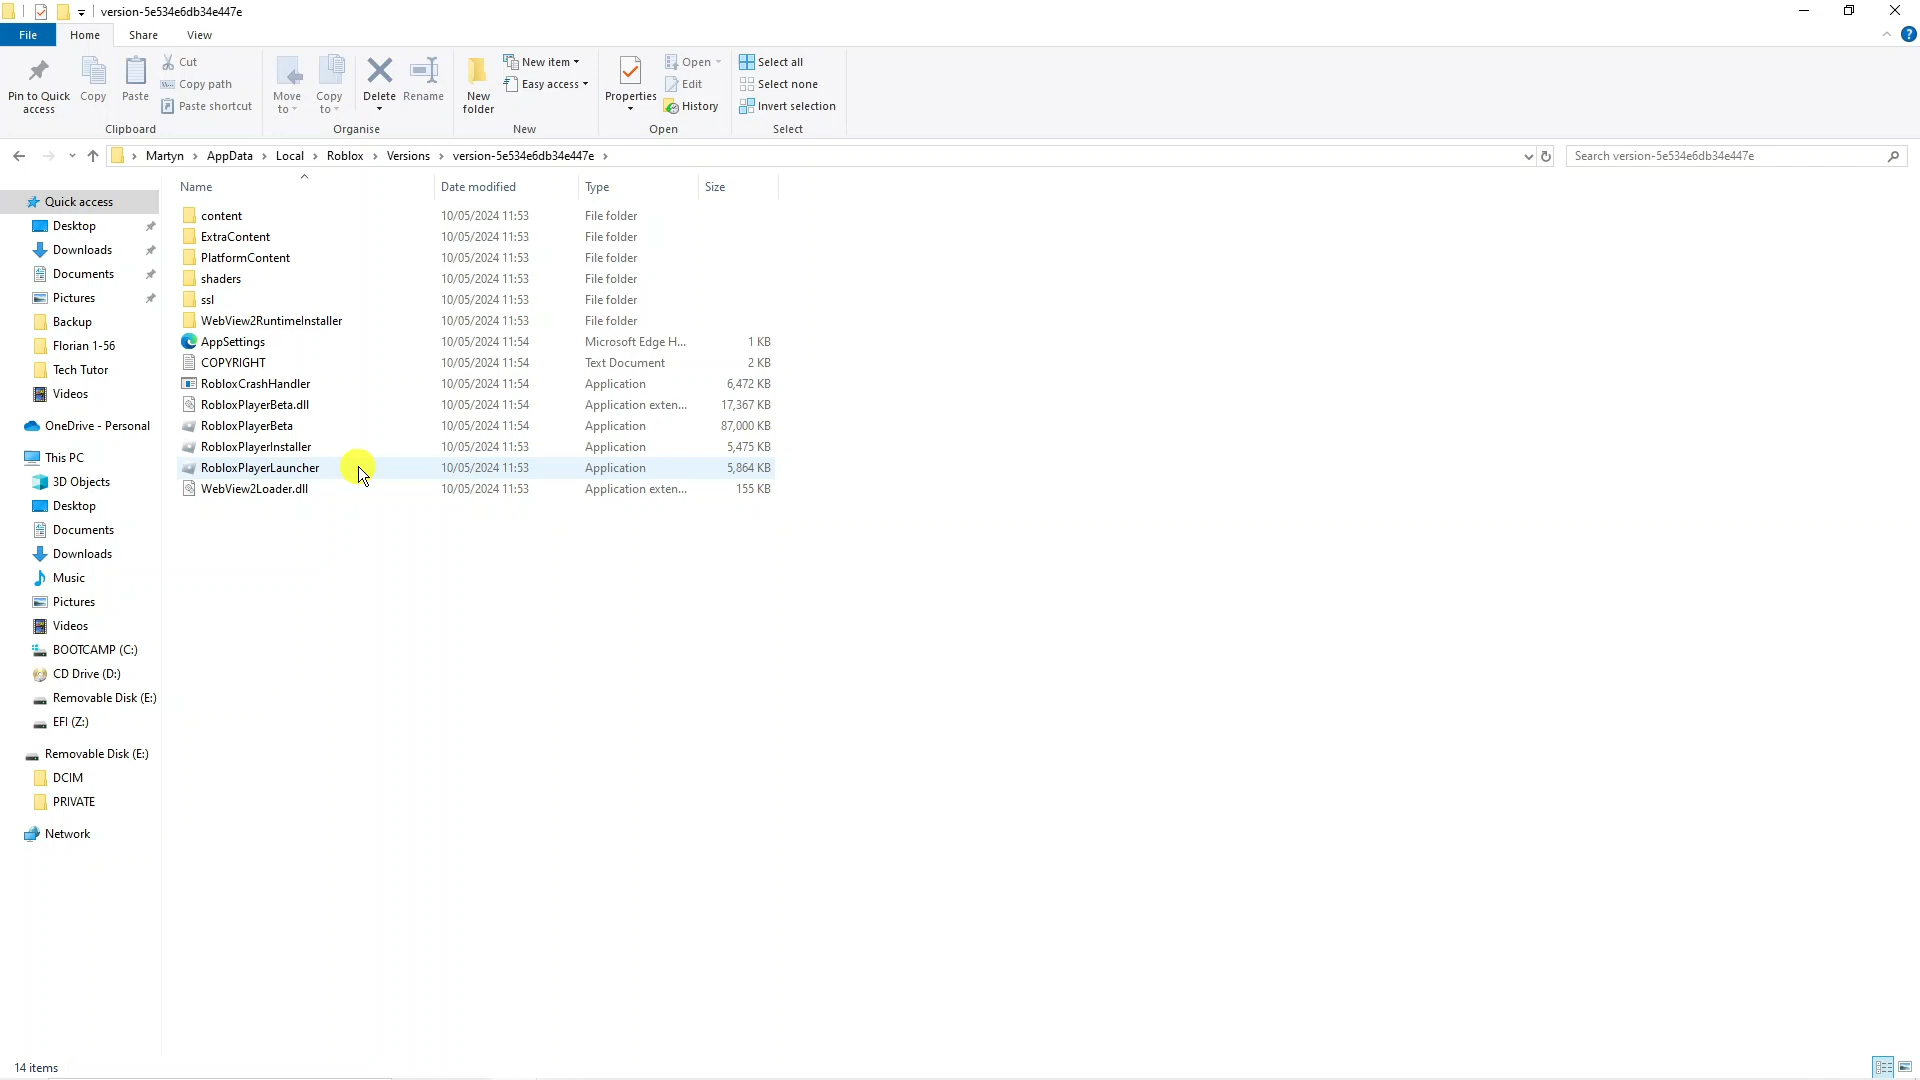 version-5e534e6db34e447e
File Home Share View
Pin to Quick access
Copy
Paste
Cut
Copy path
Paste shortcut
Clipboard
Move to
Copy to
Delete
Rename
Organise
New folder
New item
Easy access
New
Properties
Open
Edit
History
Open
Select all
Select none
Invert selection
Select
Martyn › AppData › Local › Roblox › Versions › version-5e534e6db34e447e ›
Search version-5e534e6db34e447e
Quick access
Desktop
Downloads
Documents
Pictures
Backup
Florian 1-56
Tech Tutor
Videos
OneDrive - Personal
This PC
3D Objects
Desktop
Documents
Downloads
Music
Pictures
Videos
BOOTCAMP (C:)
CD Drive (D:)
Removable Disk (E:)
EFI (Z:)
Removable Disk (E:)
DCIM
PRIVATE
Network
Name Date modified Type Size
content 10/05/2024 11:53 File folder
ExtraContent 10/05/2024 11:53 File folder
PlatformContent 10/05/2024 11:53 File folder
shaders 10/05/2024 11:53 File folder
ssl 10/05/2024 11:53 File folder
WebView2RuntimeInstaller 10/05/2024 11:53 File folder
AppSettings 10/05/2024 11:54 Microsoft Edge H... 1 KB
COPYRIGHT 10/05/2024 11:54 Text Document 2 KB
RobloxCrashHandler 10/05/2024 11:54 Application 6,472 KB
RobloxPlayerBeta.dll 10/05/2024 11:54 Application exten... 17,367 KB
RobloxPlayerBeta 10/05/2024 11:54 Application 87,000 KB
RobloxPlayerInstaller 10/05/2024 11:53 Application 5,475 KB
RobloxPlayerLauncher 10/05/2024 11:53 Application 5,864 KB
WebView2Loader.dll 10/05/2024 11:53 Application exten... 155 KB
14 items